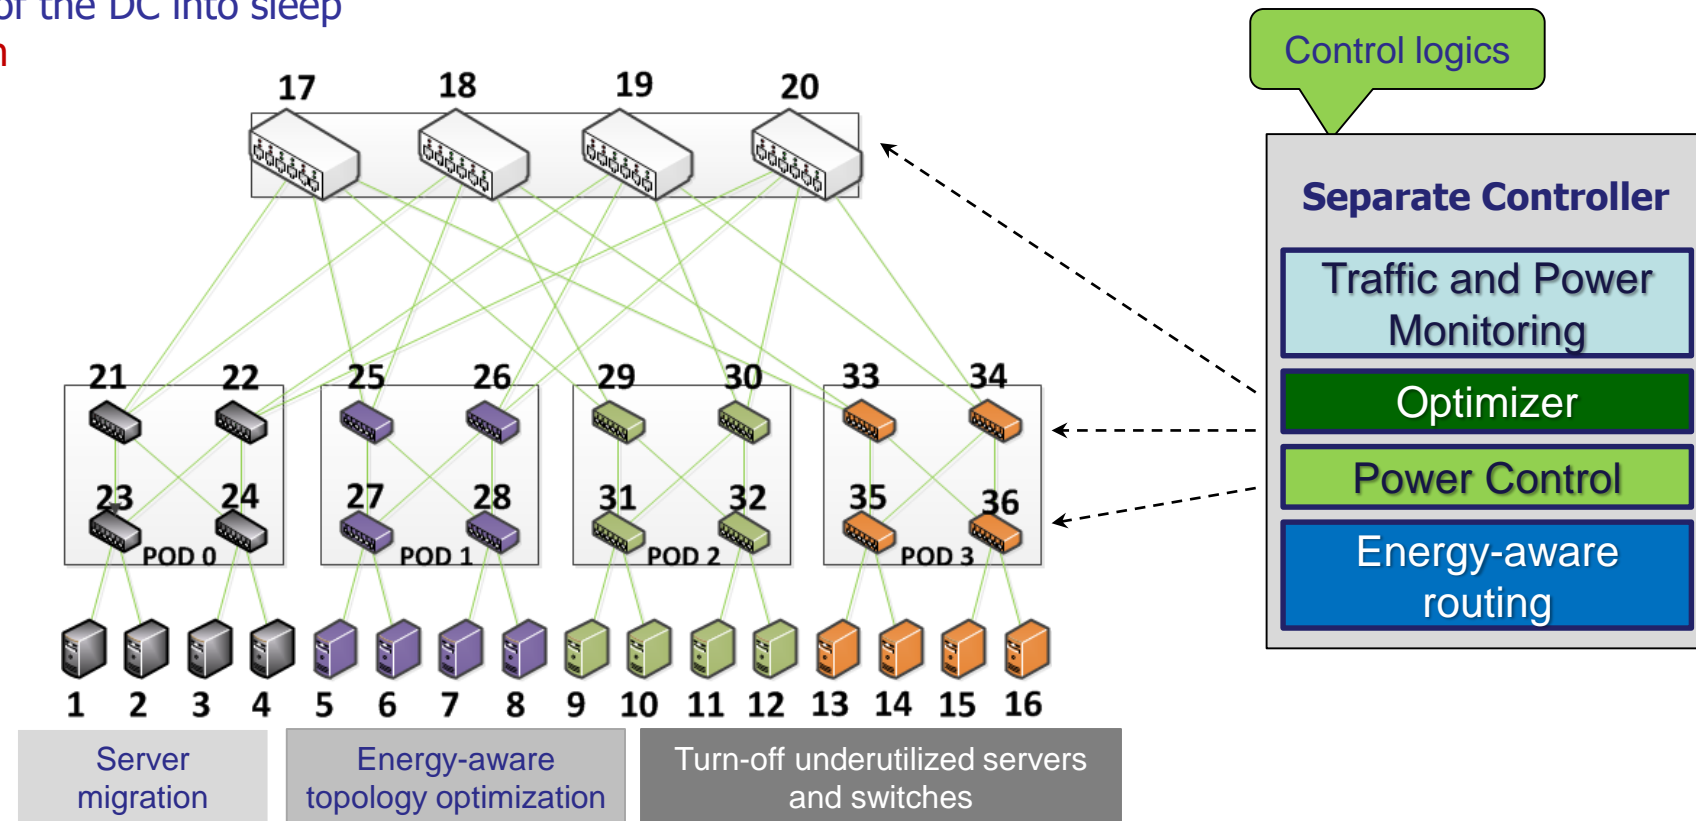 of the DC into sleep
Control logics
17 18 19 20
Separate Controller
Traffic and Power
Monitoring
Optimizer
Power Control
Energy-aware
routing
21 22 25 26 29 30 33 34
23 24 27 28 31 32 35 36
POD 0 POD 1 POD 2 POD 3
1 2 3 4 5 6 7 8 9 10 11 12 13 14 15 16
Server
migration
Energy-aware
topology optimization
Turn-off underutilized servers
and switches